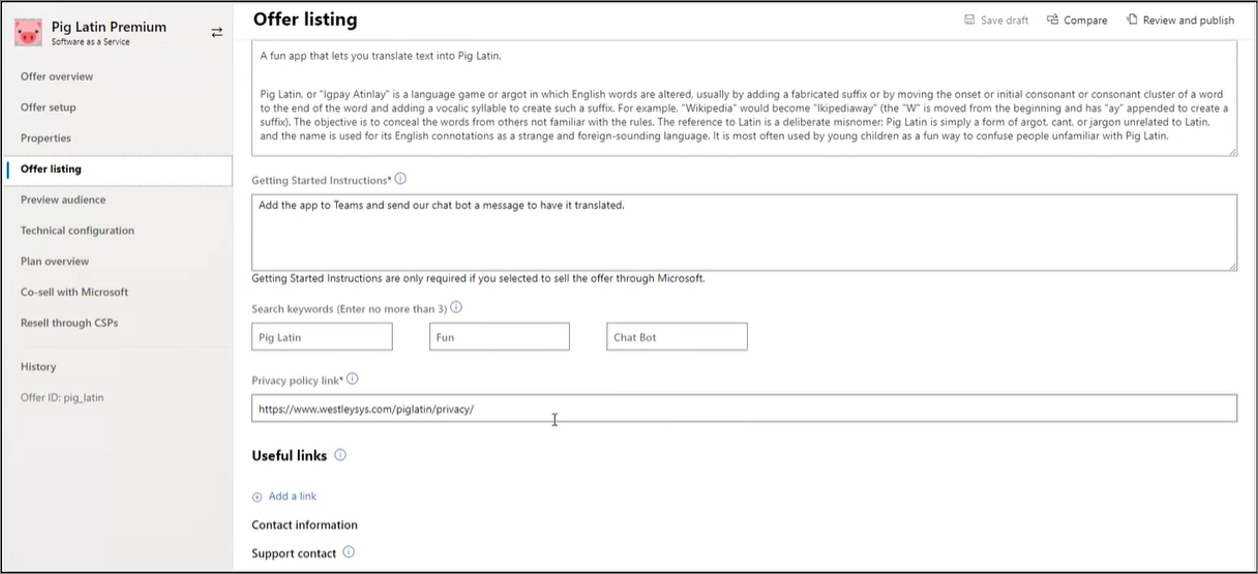 Pig Latin Premium
Software as a Service
Offer overview
Offer setup
Properties
Offer listing
Preview audience
Technical configuration
Plan overview
Co-sell with Microsoft
Resell through CSPs
History
Offer ID: pig_latin
Offer listing
Save draft
Compare
Review and publish
A fun app that lets you translate text into Pig Latin.
Pig Latin, or "Igpay Atinlay" is a language game or argot in which English words are altered, usually by adding a fabricated suffix or by moving the onset or initial consonant or consonant cluster of a word
to the end of the word and adding a vocalic syllable to create such a suffix. For example, "Wikipedia" would become "Ikipediaway" (the "W" is moved from the beginning and has "ay" appended to create a
suffix). The objective is to conceal the words from others not familiar with the rules. The reference to Latin is a deliberate misnomer; Pig Latin is simply a form of argot, cant, or jargon unrelated to Latin,
and the name is used for its English connotations as a strange and foreign-sounding language. It is most often used by young children as a fun way to confuse people unfamiliar with Pig Latin.
Getting Started Instructions*
Add the app to Teams and send our chat bot a message to have it translated.
Getting Started Instructions are only required if you selected to sell the offer through Microsoft.
Search keywords (Enter no more than 3)
Pig Latin
Fun
Chat Bot
Privacy policy link*
https://www.westleysys.com/piglatin/privacy/
Useful links
Add a link
Contact information
Support contact